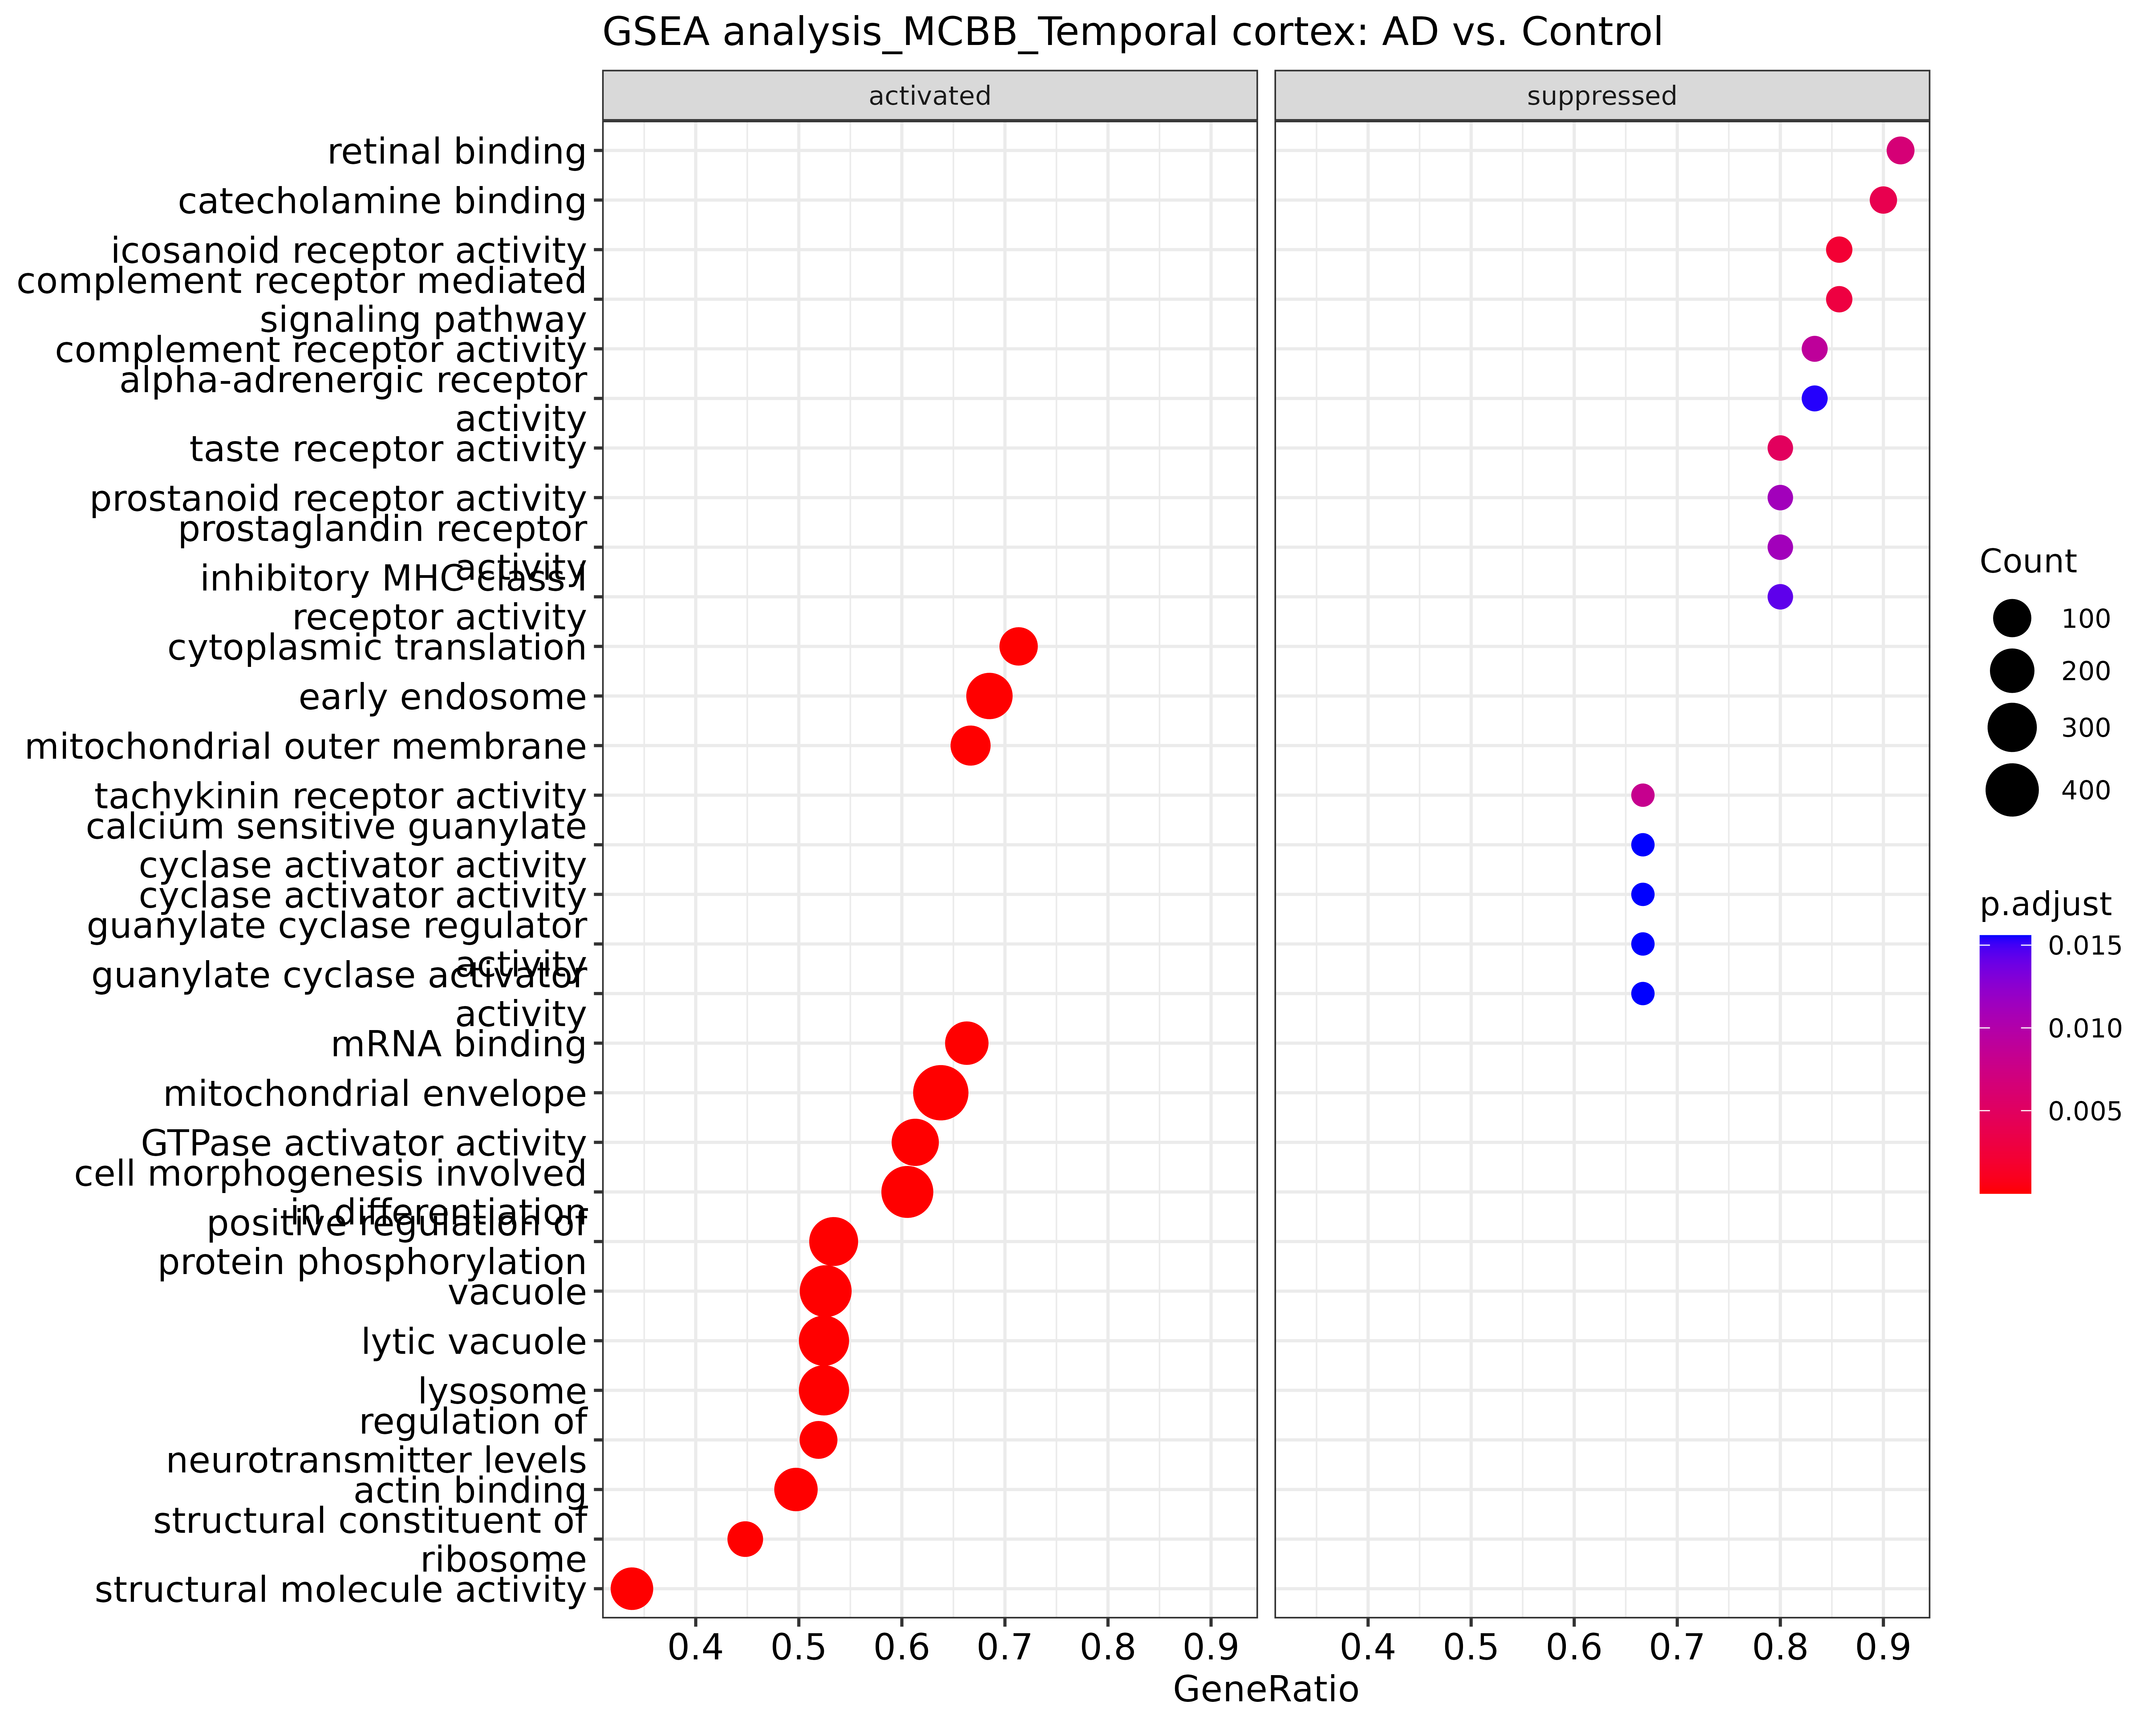 GSEA analysis_MCBB_Temporal cortex: AD vs. Control
activated
suppressed
retinal binding
catecholamine binding
icosanoid receptor activity
complement receptor mediated
signaling pathway
complement receptor activity
alpha-adrenergic receptor
activity
taste receptor activity
prostanoid receptor activity
prostaglandin receptor
activity
inhibitory MHC class I
receptor activity
cytoplasmic translation
early endosome
mitochondrial outer membrane
tachykinin receptor activity
calcium sensitive guanylate
cyclase activator activity
cyclase activator activity
guanylate cyclase regulator
activity
guanylate cyclase activator
activity
mRNA binding
mitochondrial envelope
GTPase activator activity
cell morphogenesis involved
in differentiation
positive regulation of
protein phosphorylation
vacuole
lytic vacuole
lysosome
regulation of
neurotransmitter levels
actin binding
structural constituent of
ribosome
structural molecule activity
0.4 0.5 0.6 0.7 0.8 0.9
0.4 0.5 0.6 0.7 0.8 0.9
GeneRatio
Count
100
200
300
400
p.adjust
0.015
0.010
0.005